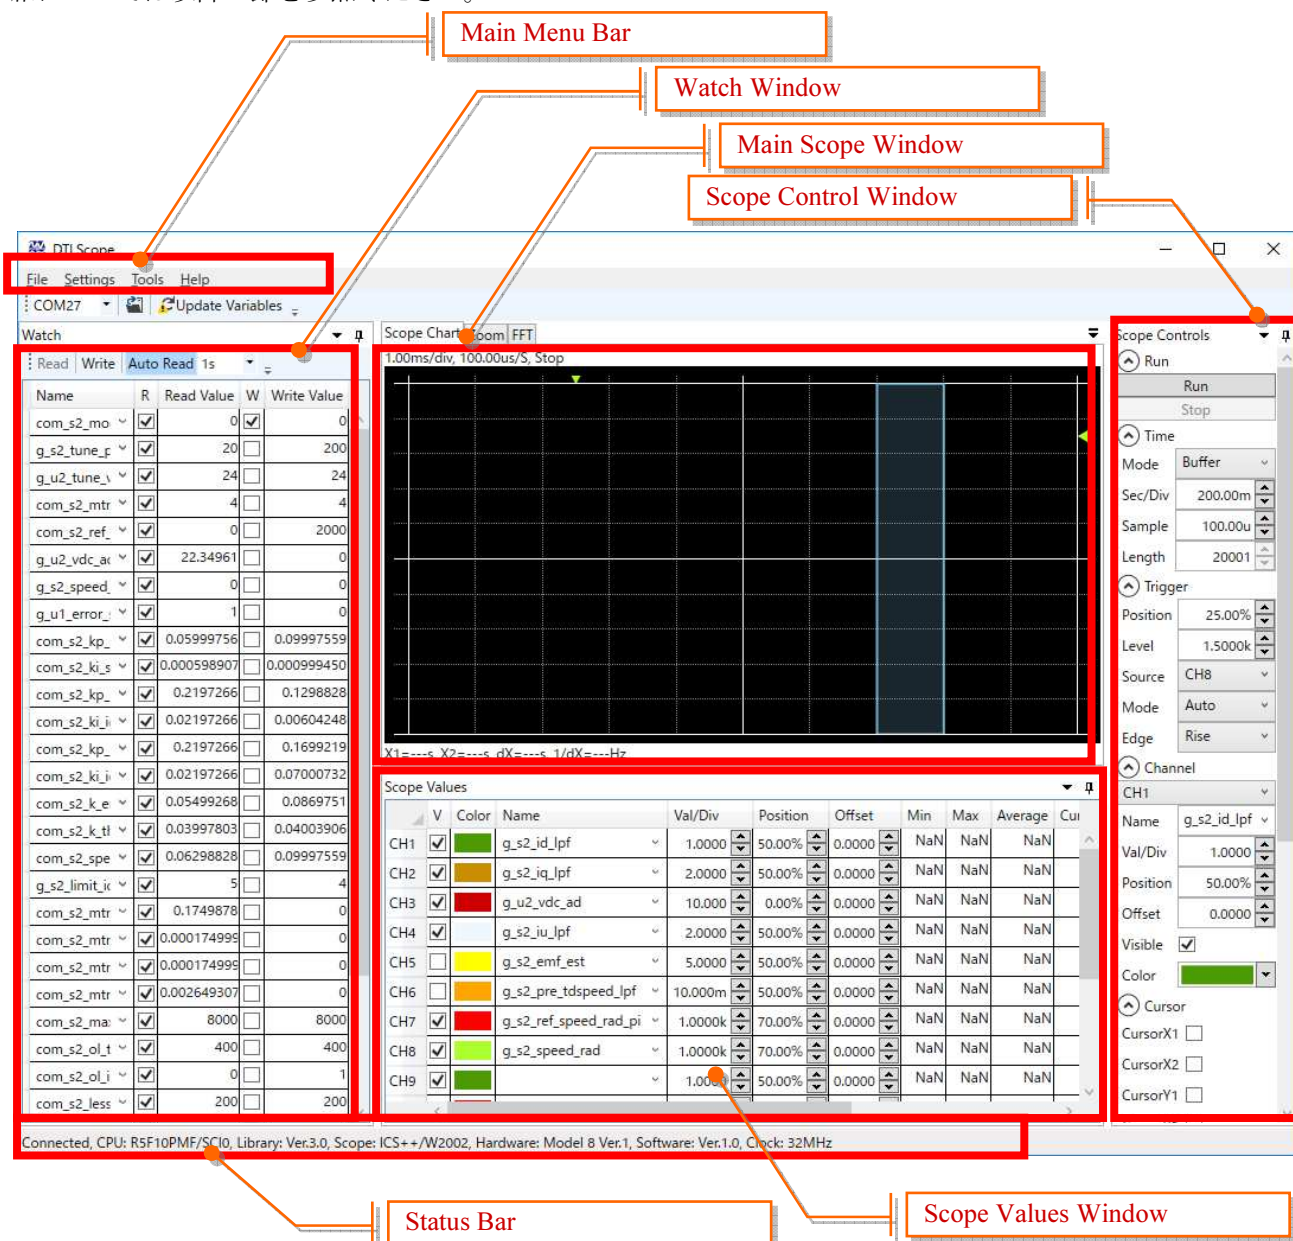 Main Menu Bar
Watch Window
Main Scope Window
Scope Control Window
DTI Scope
File Settings Tools Help
COM27 Update Variables
Watch
Read Write Auto Read 1s
Name R Read Value W Write Value
com_s2_mo 0 0
g_s2_tune_p 20 200
g_u2_tune_v 24 24
com_s2_mtr 4 4
com_s2_ref_ 0 2000
g_u2_vdc_ac 22.34961 0
g_s2_speed_ 0 0
g_u1_error_ 1 0
com_s2_kp_ 0.05999756 0.09997559
com_s2_ki_s 0.000598907 0.000999450
com_s2_kp_ 0.2197266 0.1298828
com_s2_ki_i 0.02197266 0.00604248
com_s2_kp_ 0.2197266 0.1699219
com_s2_ki_i 0.02197266 0.07000732
com_s2_k_e 0.05499268 0.0869751
com_s2_k_tl 0.03997803 0.04003906
com_s2_spe 0.06298828 0.09997559
g_s2_limit_ic 5 4
com_s2_mtr 0.1749878 0
com_s2_mtr 0.000174999 0
com_s2_mtr 0.000174999 0
com_s2_mtr 0.002649307 0
com_s2_ma 8000 8000
com_s2_ol_t 400 400
com_s2_ol_i 0 1
com_s2_less 200 200
Scope Chart Zoom FFT
1.00ms/div, 100.00us/S, Stop
X1=---s, X2=---s, dX=---s, 1/dX=---Hz
Scope Values
V Color Name Val/Div Position Offset Min Max Average Cur
CH1 g_s2_id_lpf 1.0000 50.00% 0.0000 NaN NaN NaN
CH2 g_s2_iq_lpf 2.0000 50.00% 0.0000 NaN NaN NaN
CH3 g_u2_vdc_ad 10.000 0.00% 0.0000 NaN NaN NaN
CH4 g_s2_iu_lpf 2.0000 50.00% 0.0000 NaN NaN NaN
CH5 g_s2_emf_est 5.0000 50.00% 0.0000 NaN NaN NaN
CH6 g_s2_pre_tdspeed_lpf 10.000m 50.00% 0.0000 NaN NaN NaN
CH7 g_s2_ref_speed_rad_pi 1.0000k 70.00% 0.0000 NaN NaN NaN
CH8 g_s2_speed_rad 1.0000k 70.00% 0.0000 NaN NaN NaN
CH9 1.0000 50.00% 0.0000 NaN NaN NaN
Scope Controls
Run
Run
Stop
Time
Mode Buffer
Sec/Div 200.00m
Sample 100.00u
Length 20001
Trigger
Position 25.00%
Level 1.5000k
Source CH8
Mode Auto
Edge Rise
Channel
CH1
Name g_s2_id_lpf
Val/Div 1.0000
Position 50.00%
Offset 0.0000
Visible
Color
Cursor
CursorX1
CursorX2
CursorY1
Connected, CPU: R5F10PMF/SCI0, Library: Ver.3.0, Scope: ICS++/W2002, Hardware: Model 8 Ver.1, Software: Ver.1.0, Clock: 32MHz
Status Bar
Scope Values Window